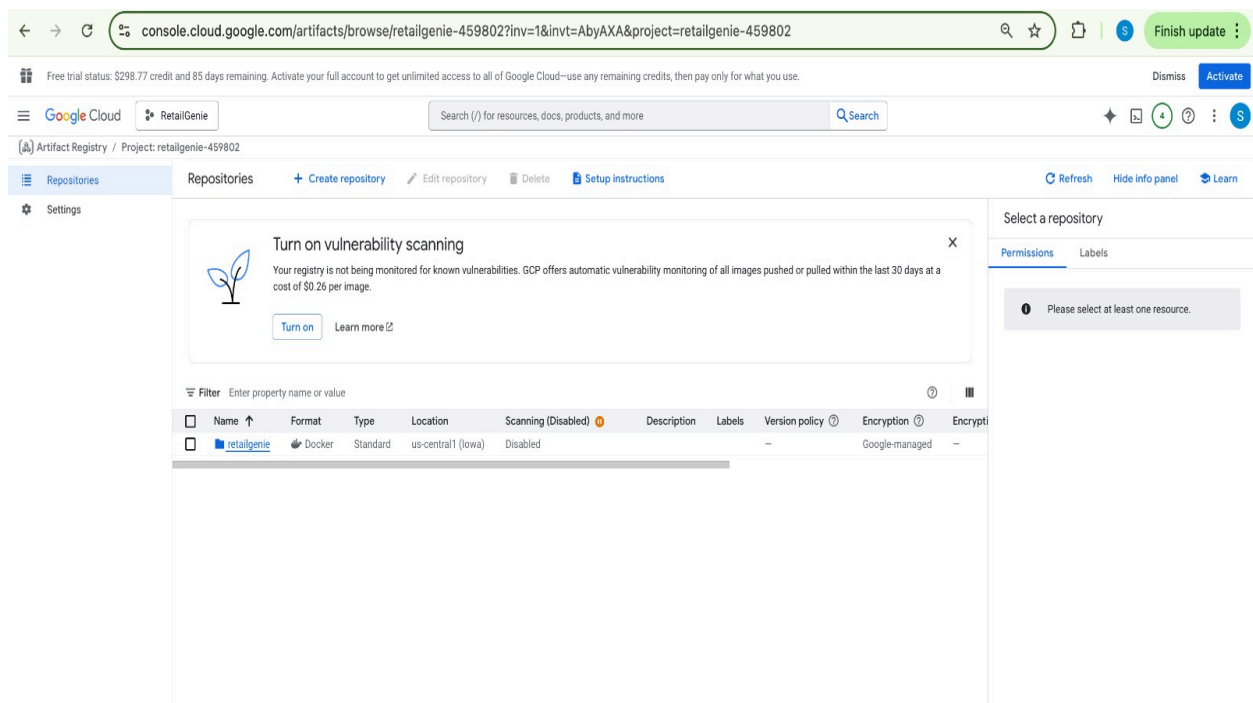 console.cloud.google.com/artifacts/browse/retailgenie-459802?inv=1&invt=AbyAXA&project=retailgenie-459802
S
Finish update
Free trial status: $298.77 credit and 85 days remaining. Activate your full account to get unlimited access to all of Google Cloud—use any remaining credits, then pay only for what you use.
Dismiss
Activate
Google Cloud
RetailGenie
Search (/) for resources, docs, products, and more
Search
4
S
Artifact Registry / Project: retailgenie-459802
Repositories
Settings
Repositories
+ Create repository
Edit repository
Delete
Setup instructions
Refresh
Hide info panel
Learn
Turn on vulnerability scanning
Your registry is not being monitored for known vulnerabilities. GCP offers automatic vulnerability monitoring of all images pushed or pulled within the last 30 days at a
cost of $0.26 per image.
Turn on
Learn more
Filter Enter property name or value
Name Format Type Location Scanning (Disabled) Description Labels Version policy Encryption Encrypti
retailgenie Docker Standard us-central1 (Iowa) Disabled – Google-managed –
Select a repository
Permissions
Labels
Please select at least one resource.